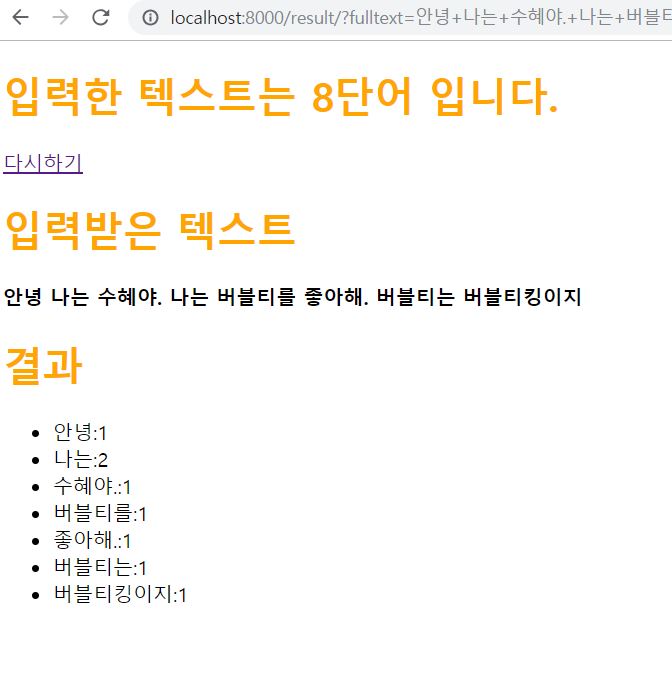 localhost:8000/result/?fulltext=안녕+나는+수혜야.+나는+버블티
입력한 텍스트는 8단어 입니다.
다시하기
입력받은 텍스트
안녕 나는 수혜야. 나는 버블티를 좋아해. 버블티는 버블티킹이지
결과
안녕:1
나는:2
수혜야.:1
버블티를:1
좋아해.:1
버블티는:1
버블티킹이지:1